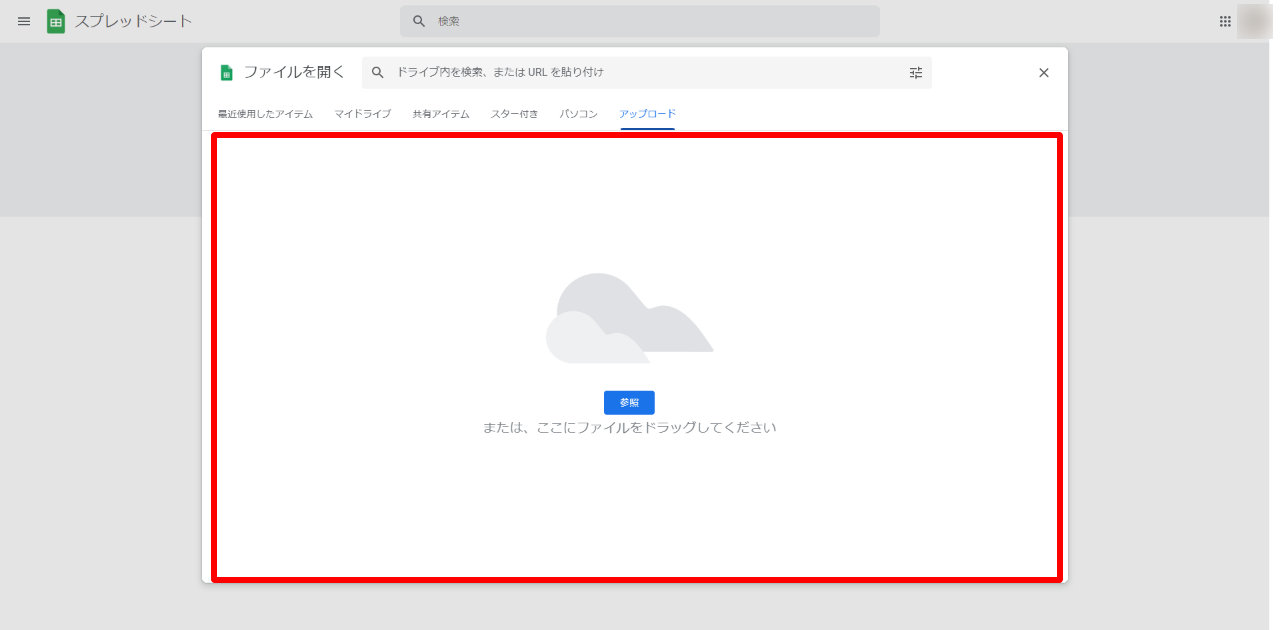 スプレッドシート
検索
ファイルを開く
ドライブ内を検索、または URL を貼り付け
最近使用したアイテム マイドライブ 共有アイテム スター付き パソコン アップロード
参照
または、ここにファイルをドラッグしてください